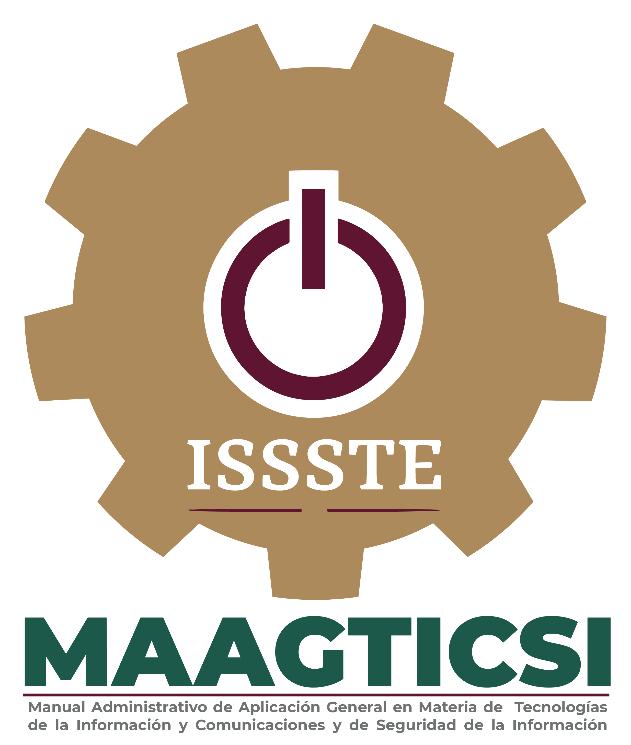 ISSSTE
MAAGTICSI
Manual Administrativo de Aplicación General en Materia de Tecnologías
de la Información y Comunicaciones y de Seguridad de la Información